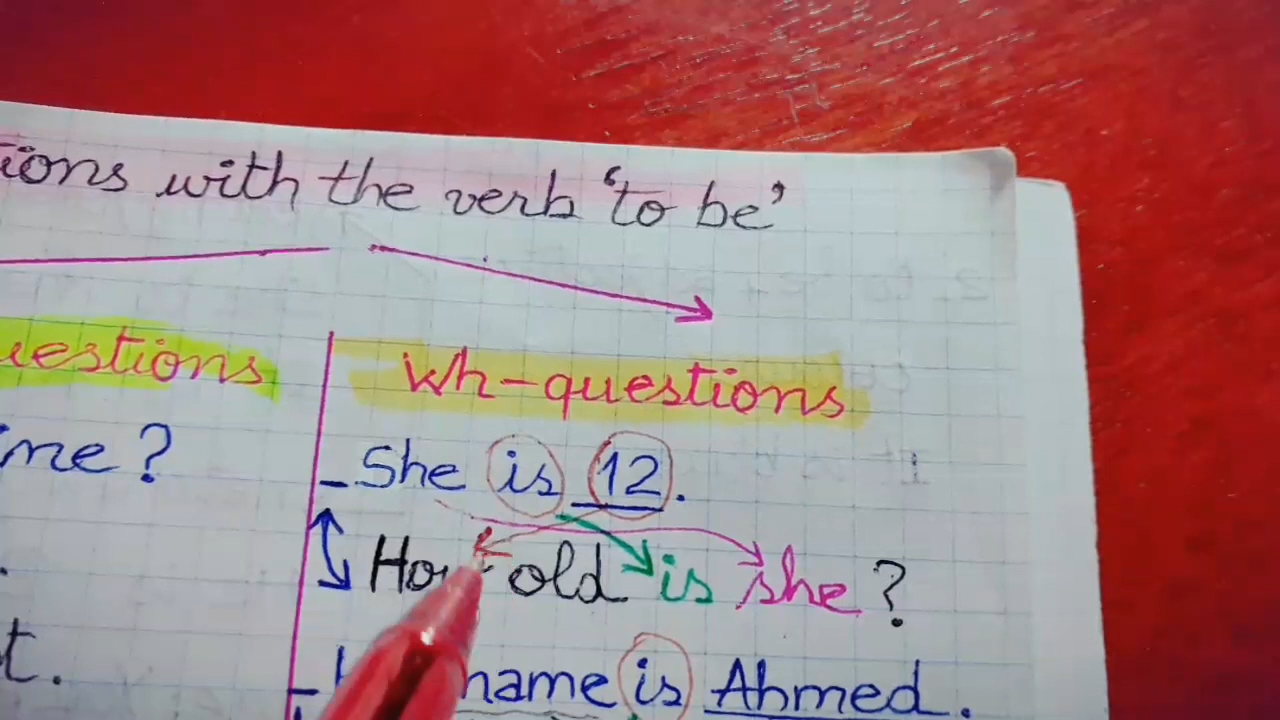 ions with the verb 'to be'
uestions
Wh-questions
me ?
- She is 12.
How old is she ?
t.
- name is Ahmed.